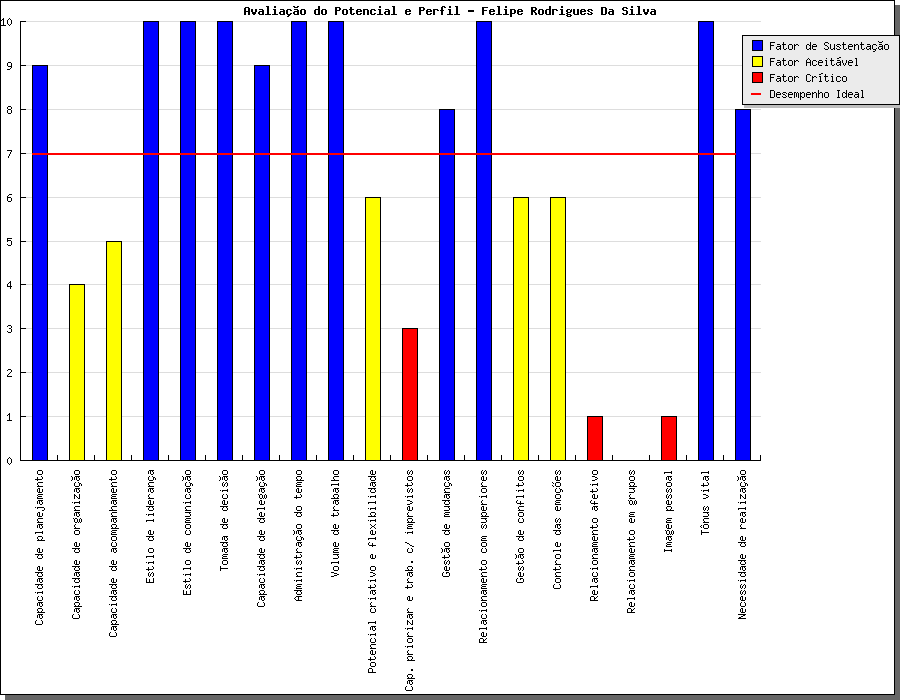 Avaliação do Potencial e Perfil - Felipe Rodrigues Da Silva
Fator de Sustentação
Fator Aceitável
Fator Crítico
Desempenho Ideal
10
9
8
7
6
5
4
3
2
1
0
Capacidade de planejamento
Capacidade de organização
Capacidade de acompanhamento
Estilo de liderança
Estilo de comunicação
Tomada de decisão
Capacidade de delegação
Administração do tempo
Volume de trabalho
Potencial criativo e flexibilidade
Cap. priorizar e trab. c/ imprevistos
Gestão de mudanças
Relacionamento com superiores
Gestão de conflitos
Controle das emoções
Relacionamento afetivo
Relacionamento em grupos
Imagem pessoal
Tônus vital
Necessidade de realização